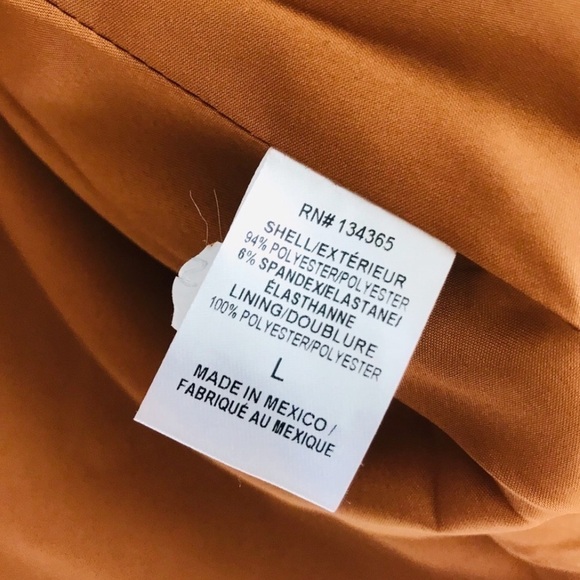 RN# 134365
SHELL/EXTÉRIEUR
94% POLYESTER/POLYESTER
6% SPANDEX/ELASTANE/
ÉLASTHANNE
LINING/DOUBLURE
100% POLYESTER/POLYESTER
L
MADE IN MEXICO/
FABRIQUÉ AU MEXIQUE